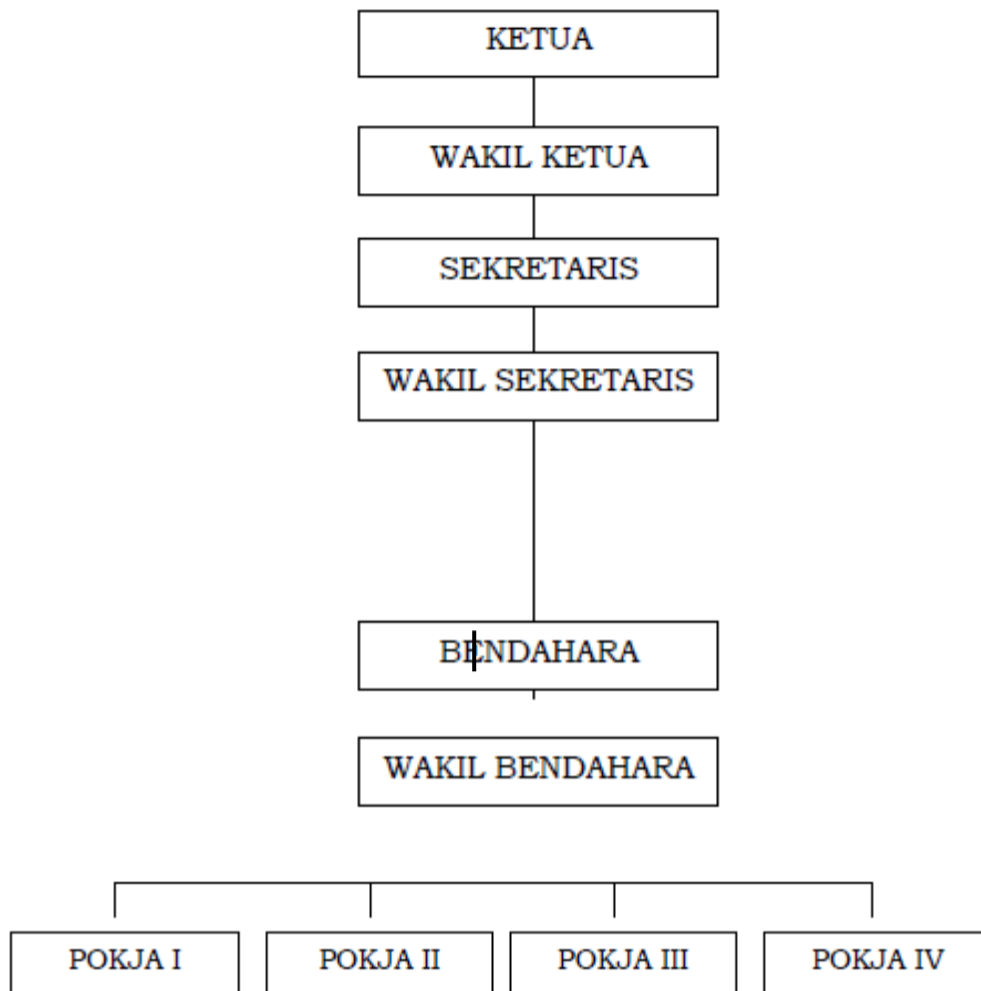 KETUA
WAKIL KETUA
SEKRETARIS
WAKIL SEKRETARIS
BENDAHARA
WAKIL BENDAHARA
POKJA I
POKJA II
POKJA III
POKJA IV